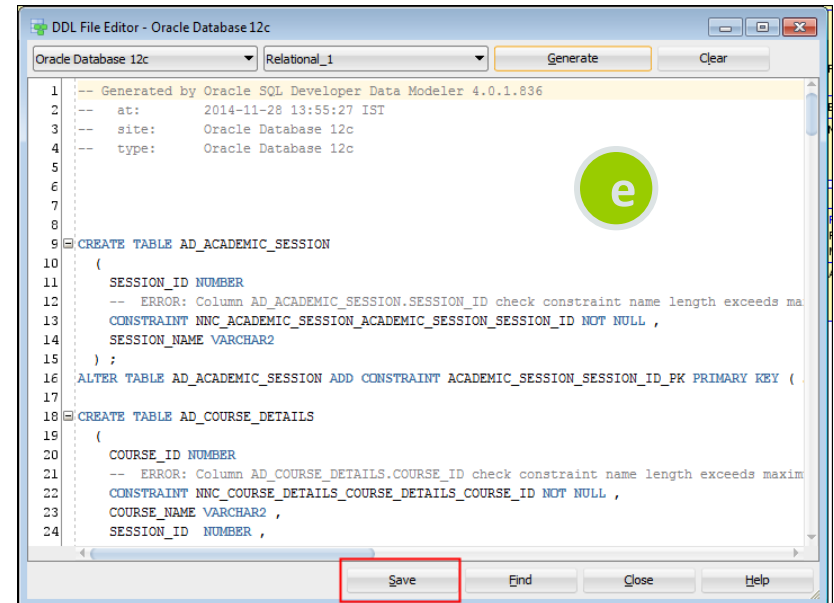 DDL File Editor - Oracle Database 12c
Oracle Database 12c Relational_1 Generate Clear
1 -- Generated by Oracle SQL Developer Data Modeler 4.0.1.836
2 -- at: 2014-11-28 13:55:27 IST
3 -- site: Oracle Database 12c
4 -- type: Oracle Database 12c
5
6
e
7
8
9 CREATE TABLE AD_ACADEMIC_SESSION
10 (
11 SESSION_ID NUMBER
12 -- ERROR: Column AD_ACADEMIC_SESSION.SESSION_ID check constraint name length exceeds ma
13 CONSTRAINT NNC_ACADEMIC_SESSION_ACADEMIC_SESSION_SESSION_ID NOT NULL ,
14 SESSION_NAME VARCHAR2
15 ) ;
16 ALTER TABLE AD_ACADEMIC_SESSION ADD CONSTRAINT ACADEMIC_SESSION_SESSION_ID_PK PRIMARY KEY (
17
18 CREATE TABLE AD_COURSE_DETAILS
19 (
20 COURSE_ID NUMBER
21 -- ERROR: Column AD_COURSE_DETAILS.COURSE_ID check constraint name length exceeds maxim
22 CONSTRAINT NNC_COURSE_DETAILS_COURSE_DETAILS_COURSE_ID NOT NULL ,
23 COURSE_NAME VARCHAR2 ,
24 SESSION_ID NUMBER ,
Save Find Close Help